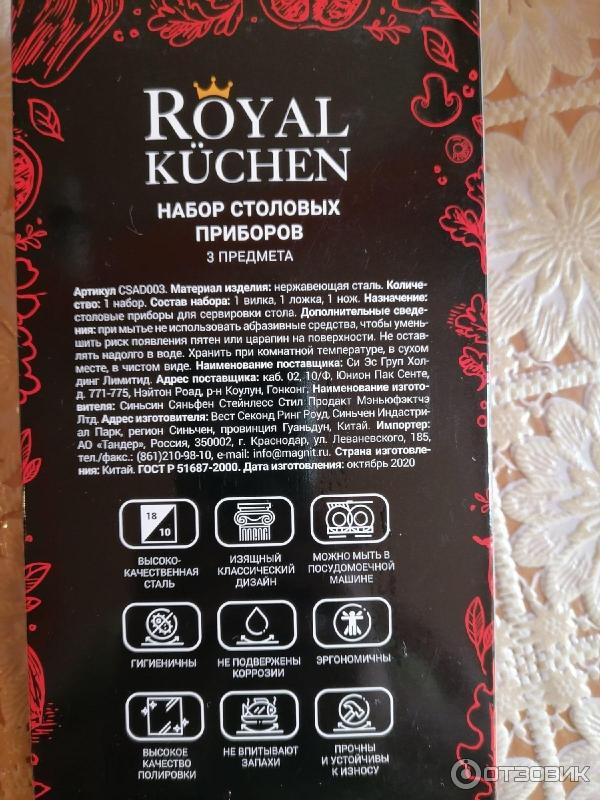 ROYAL
KÜCHEN
НАБОР СТОЛОВЫХ
ПРИБОРОВ
3 ПРЕДМЕТА
Артикул CSAD003. Материал изделия: нержавеющая сталь. Количе-
ство: 1 набор. Состав набора: 1 вилка, 1 ложка, 1 нож. Назначение:
столовые приборы для сервировки стола. Дополнительные сведе-
ния: при мытье не использовать абразивные средства, чтобы умень-
шить риск появления пятен или царапин на поверхности. Не остав-
лять надолго в воде. Хранить при комнатной температуре, в сухом
месте, в чистом виде. Наименование поставщика: Си Эс Груп Хол-
динг Лимитид. Адрес поставщика: каб. 02, 10/Ф, Юнион Пак Сенте,
д. 771-775, Нэйтон Роад, р-н Коулун, Гонконг. Наименование изгото-
вителя: Синьсин Сяньфен Стейнлесс Стил Продакт Мэньюфэктчэ
Лтд. Адрес изготовителя: Вест Секонд Ринг Роуд, Синьчен Индастри-
ал Парк, регион Синьчен, провинция Гуаньдун, Китай. Импортер:
АО «Тандер», Россия, 350002, г. Краснодар, ул. Леваневского, 185,
тел./факс.: (861)210-98-10, e-mail: info@magnit.ru. Страна изготовле-
ния: Китай. ГОСТ Р 51687-2000. Дата изготовления: октябрь 2020
18
10
ВЫСОКО-
КАЧЕСТВЕННАЯ
СТАЛЬ
ИЗЯЩНЫЙ
КЛАССИЧЕСКИЙ
ДИЗАЙН
МОЖНО МЫТЬ В
ПОСУДОМОЕЧНОЙ
МАШИНЕ
ГИГИЕНИЧНЫ
НЕ ПОДВЕРЖЕНЫ
КОРРОЗИИ
ЭРГОНОМИЧНЫ
ВЫСОКОЕ
КАЧЕСТВО
ПОЛИРОВКИ
НЕ ВПИТЫВАЮТ
ЗАПАХИ
ПРОЧНЫ
И УСТОЙЧИВЫ
К ИЗНОСУ
ОТЗОВИК